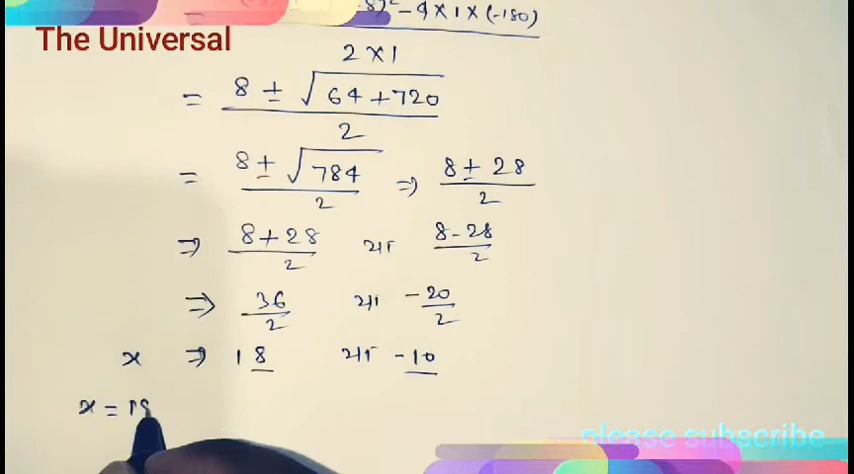 8)² - 4 × 1 × (-180)
The Universal
2 × 1
= 8 ± √64 + 720
2
= 8 ± √784 ⇒ 8 ± 28
2 2
⇒ 8 + 28 या 8 - 28
2 2
⇒ 36 या -20
2 2
x ⇒ 18 या -10
x = 18
please subscribe